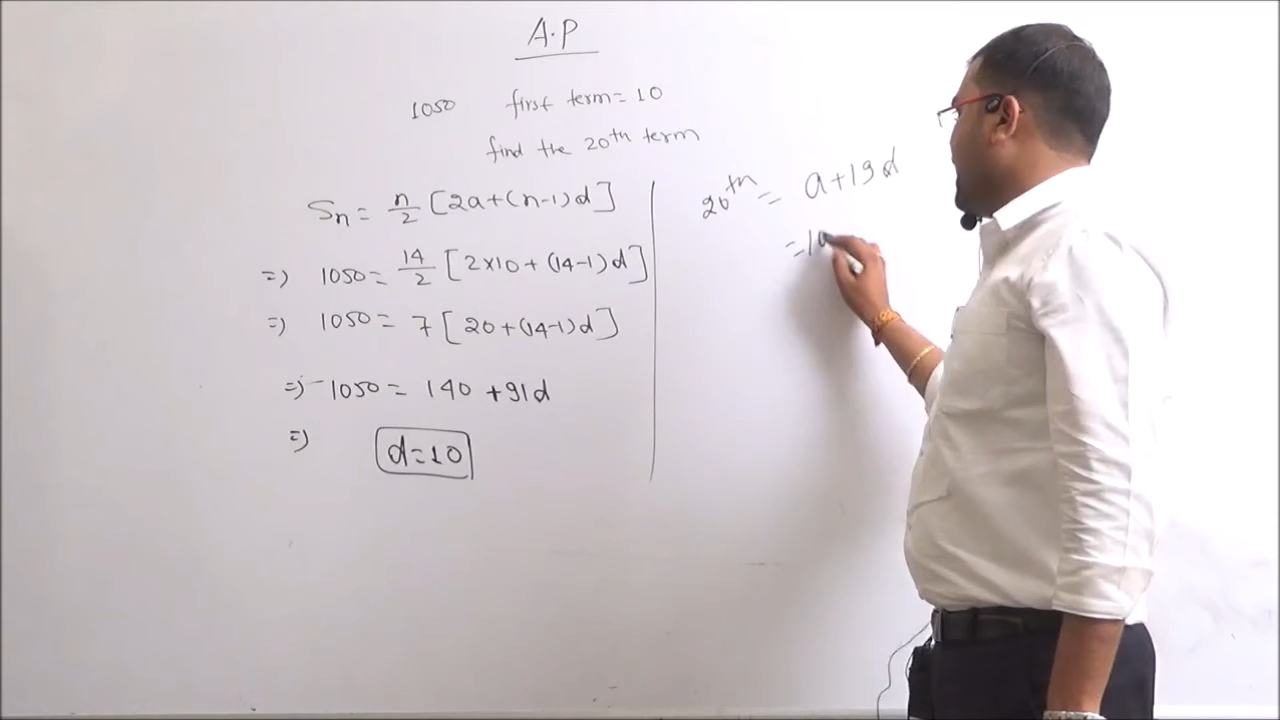 A.P
1050 first term = 10
find the 20th term
Sn = n/2 [2a+(n-1)d]
=) 1050 = 14/2 [2×10+(14-1)d]
=) 1050 = 7 [20+(14-1)d]
=) 1050 = 140 +91d
=) d=10
20th = a+19d
=10